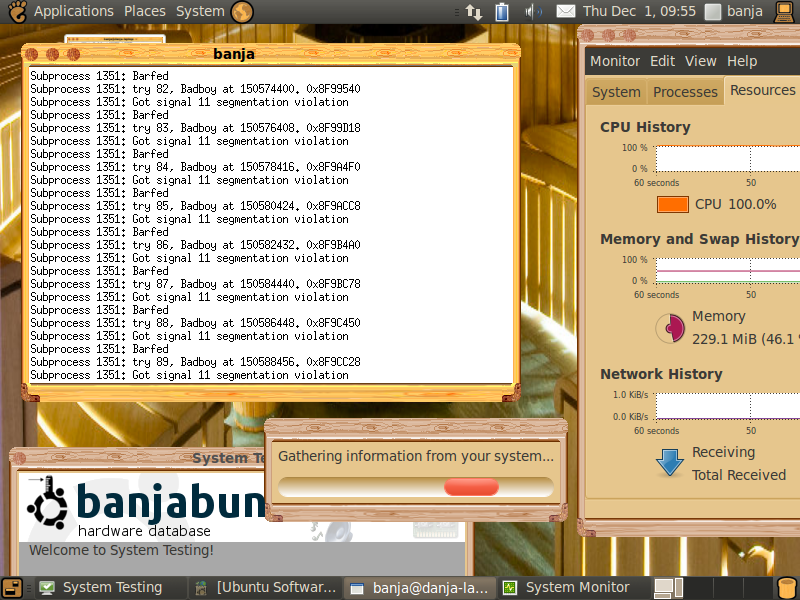 Applications Places System
Thu Dec 1, 09:55
banja
banja
Subprocess 1351: Barfed
Subprocess 1351: try 82, Badboy at 150574400. 0x8F99540
Subprocess 1351: Got signal 11 segmentation violation
Subprocess 1351: Barfed
Subprocess 1351: try 83, Badboy at 150576408. 0x8F99D18
Subprocess 1351: Got signal 11 segmentation violation
Subprocess 1351: Barfed
Subprocess 1351: try 84, Badboy at 150578416. 0x8F9A4F0
Subprocess 1351: Got signal 11 segmentation violation
Subprocess 1351: Barfed
Subprocess 1351: try 85, Badboy at 150580424. 0x8F9ACC8
Subprocess 1351: Got signal 11 segmentation violation
Subprocess 1351: Barfed
Subprocess 1351: try 86, Badboy at 150582432. 0x8F9B4A0
Subprocess 1351: Got signal 11 segmentation violation
Subprocess 1351: Barfed
Subprocess 1351: try 87, Badboy at 150584440. 0x8F9BC78
Subprocess 1351: Got signal 11 segmentation violation
Subprocess 1351: Barfed
Subprocess 1351: try 88, Badboy at 150586448. 0x8F9C450
Subprocess 1351: Got signal 11 segmentation violation
Subprocess 1351: Barfed
Subprocess 1351: try 89, Badboy at 150588456. 0x8F9CC28
Subprocess 1351: Got signal 11 segmentation violation
Monitor Edit View Help
System Processes Resources
CPU History
100 %
0 %
60 seconds 50
CPU 100.0%
Memory and Swap History
100 %
0 %
60 seconds 50
Memory
229.1 MiB (46.1 %
Network History
1.0 KiB/s
0.0 KiB/s
60 seconds 50
Receiving
Total Received
Gathering information from your system...
System Te
banjabun
hardware database
Welcome to System Testing!
System Testing
[Ubuntu Softwar...
banja@danja-la...
System Monitor